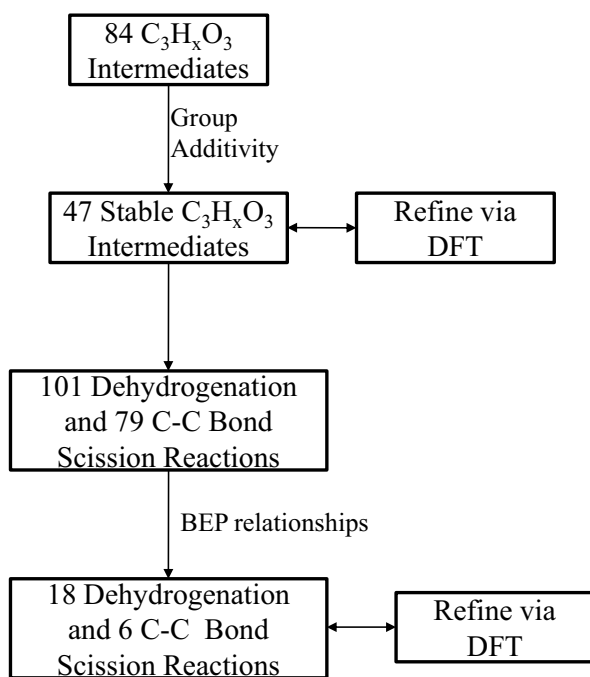 84 C₃HₓO₃
Intermediates
Group
Additivity
47 Stable C₃HₓO₃
Intermediates
Refine via
DFT
101 Dehydrogenation
and 79 C-C Bond
Scission Reactions
BEP relationships
18 Dehydrogenation
and 6 C-C Bond
Scission Reactions
Refine via
DFT